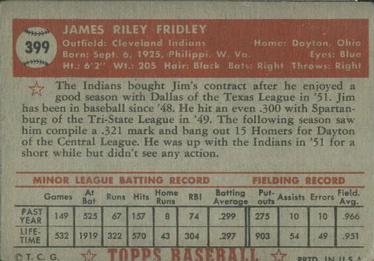 399
JAMES RILEY FRIDLEY
Outfield: Cleveland Indians Home: Dayton, Ohio
Born: Sept. 6, 1925, Philippi, W. Va. Eyes: Blue
Ht.: 6'2" Wt.: 205 Hair: Black Bats: Right Throws: Right
The Indians bought Jim's contract after he enjoyed a
good season with Dallas of the Texas League in '51. Jim
has been in baseball since '48. He hit an even .300 with Spartan-
burg of the Tri-State League in '49. The following season saw
him compile a .321 mark and bang out 15 Homers for Dayton
of the Central League. He was up with the Indians in '51 for a
short while but didn't see any action.
MINOR LEAGUE BATTING RECORD FIELDING RECORD
Games At Bat Runs Hits Home Runs RBI Batting Average Put-outs Assists Errors Field. Avg.
PAST YEAR 149 525 67 157 8 74 .299 275 10 10 .966
LIFE-TIME 532 1919 322 570 43 304 .297 903 54 49 .951
© T. C. G. TOPPS BASEBALL PRTD. IN U.S.A.